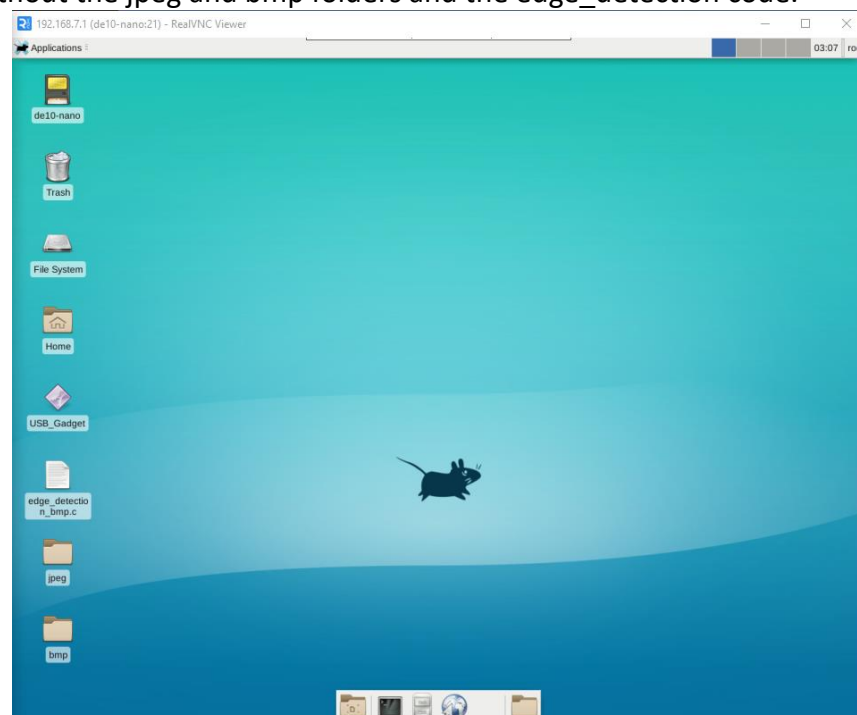 without the jpeg and bmp folders and the edge_detection code.
192.168.7.1 (de10-nano:21) - RealVNC Viewer
Applications
03:07
de10-nano
Trash
File System
Home
USB_Gadget
edge_detectio
n_bmp.c
jpeg
bmp